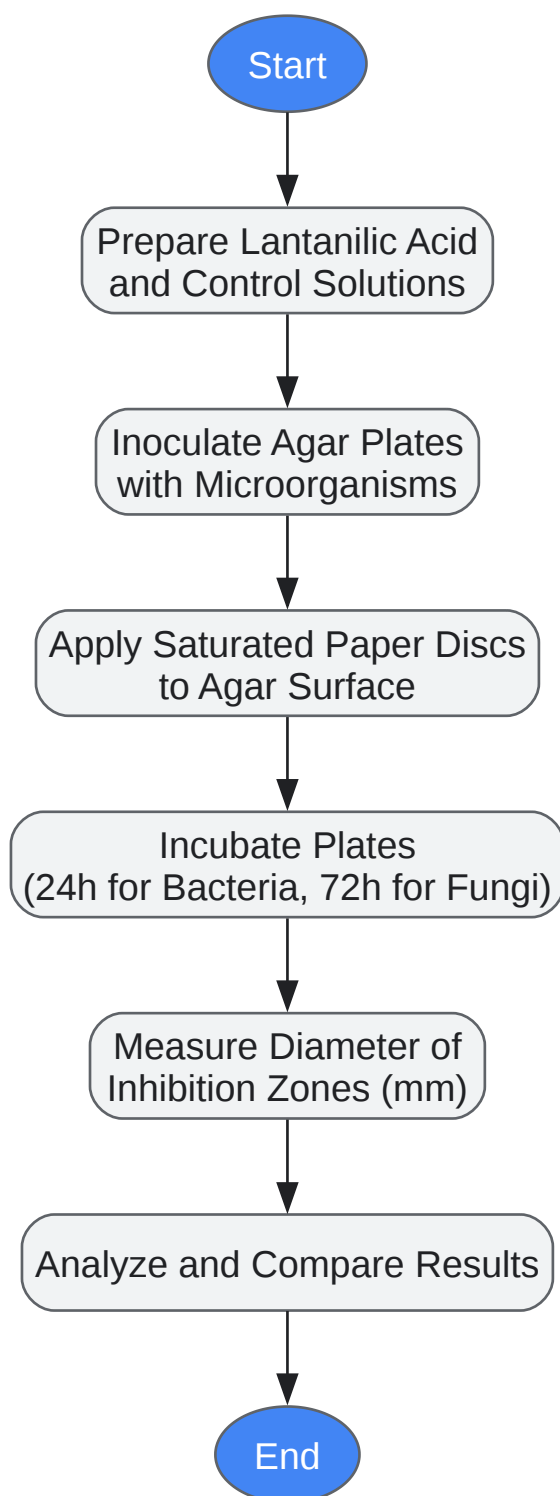 Start
Prepare Lantanilic Acid
and Control Solutions
Inoculate Agar Plates
with Microorganisms
Apply Saturated Paper Discs
to Agar Surface
Incubate Plates
(24h for Bacteria, 72h for Fungi)
Measure Diameter of
Inhibition Zones (mm)
Analyze and Compare Results
End